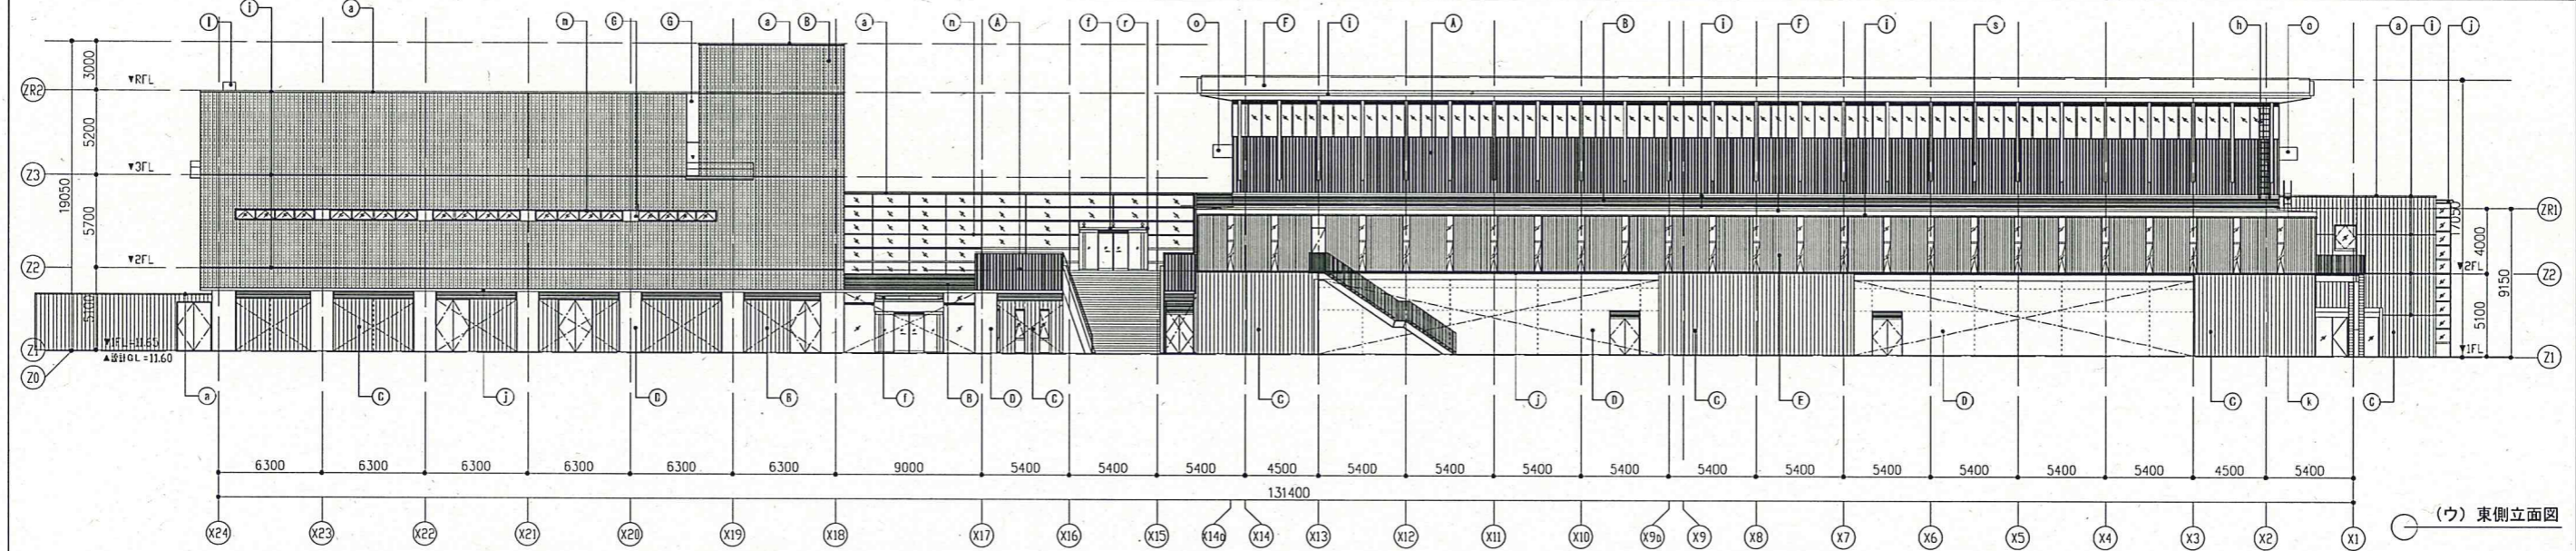 l i a m G G a B a n A f r o F i A B i F i s h o a i j
3000
ZR2 ▼RFL
5200
Z3 ▼3FL
19050
5700
Z2 ▼2FL
5100
Z1 ▼1FL=11.65
Z0 ▲設計GL=11.60
ZR1
17050
4000
▼2FL Z2
9150
5100
▼1FL Z1
a C j D B f B D C C j D C E D C k C
6300 6300 6300 6300 6300 6300 9000 5400 5400 5400 4500 5400 5400 5400 5400 5400 5400 5400 5400 5400 5400 4500 5400
131400
X24 X23 X22 X21 X20 X19 X18 X17 X16 X15 X14a X14 X13 X12 X11 X10 X9a X9 X8 X7 X6 X5 X4 X3 X2 X1
(ウ) 東側立面図